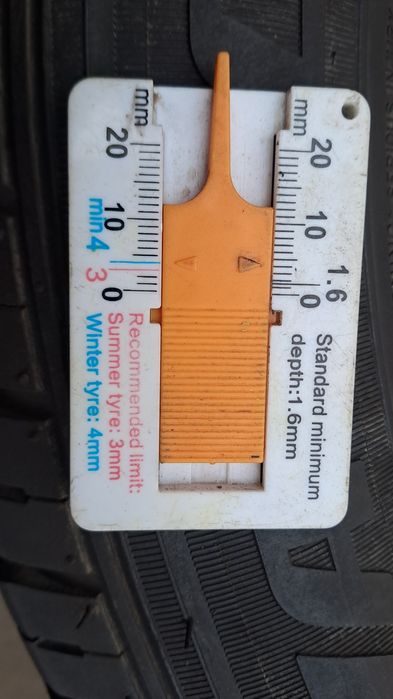 1.6
mm 20 10 0
Standard minimum
depth:1.6mm
mm 20 10 0
min4 3
Recommended limit:
Summer tyre: 3mm
Winter tyre: 4mm